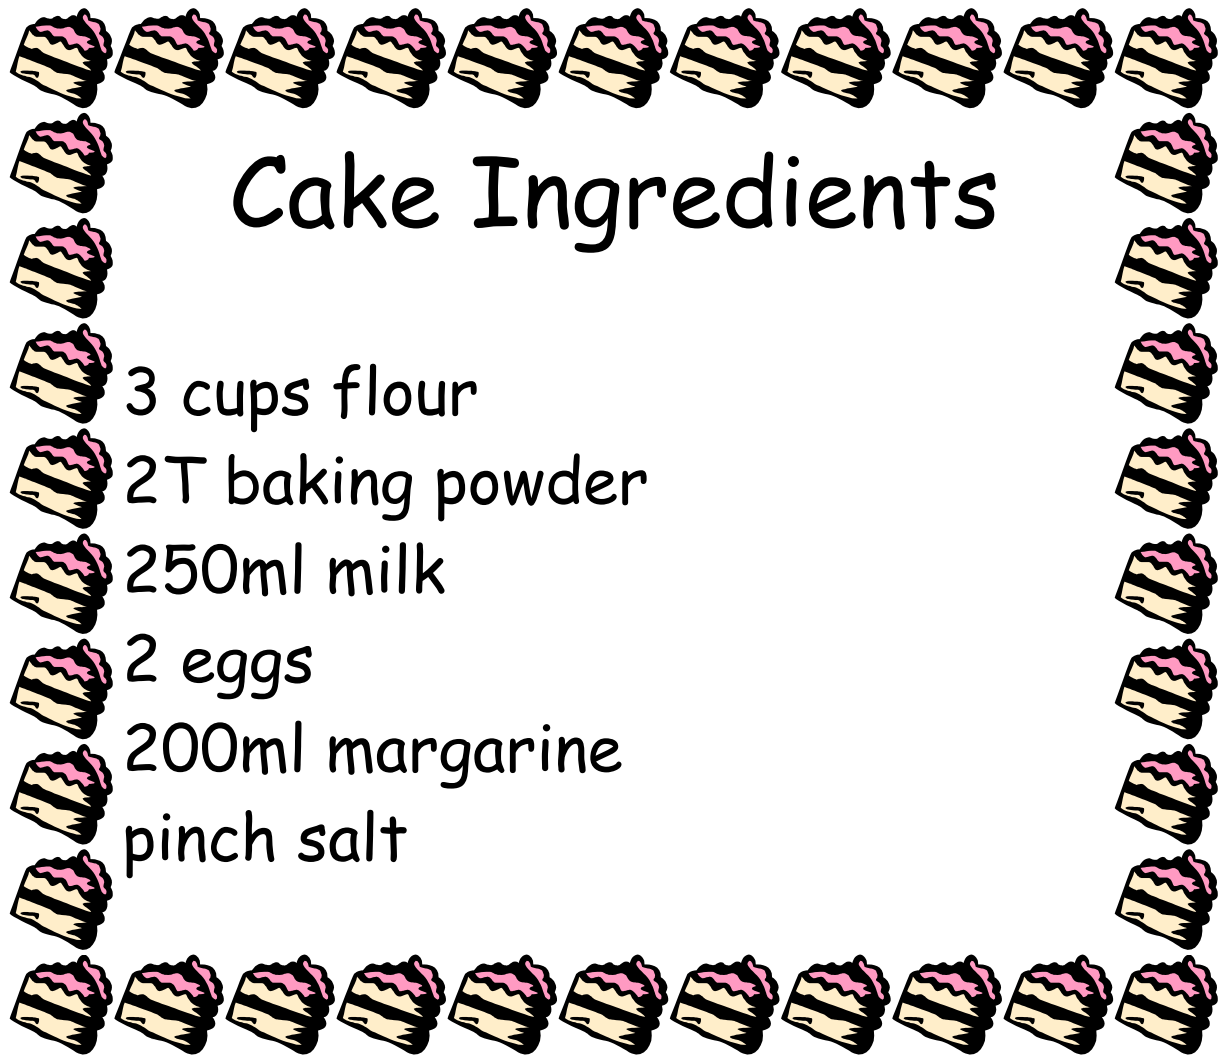 Cake Ingredients
3 cups flour
2T baking powder
250ml milk
2 eggs
200ml margarine
pinch salt